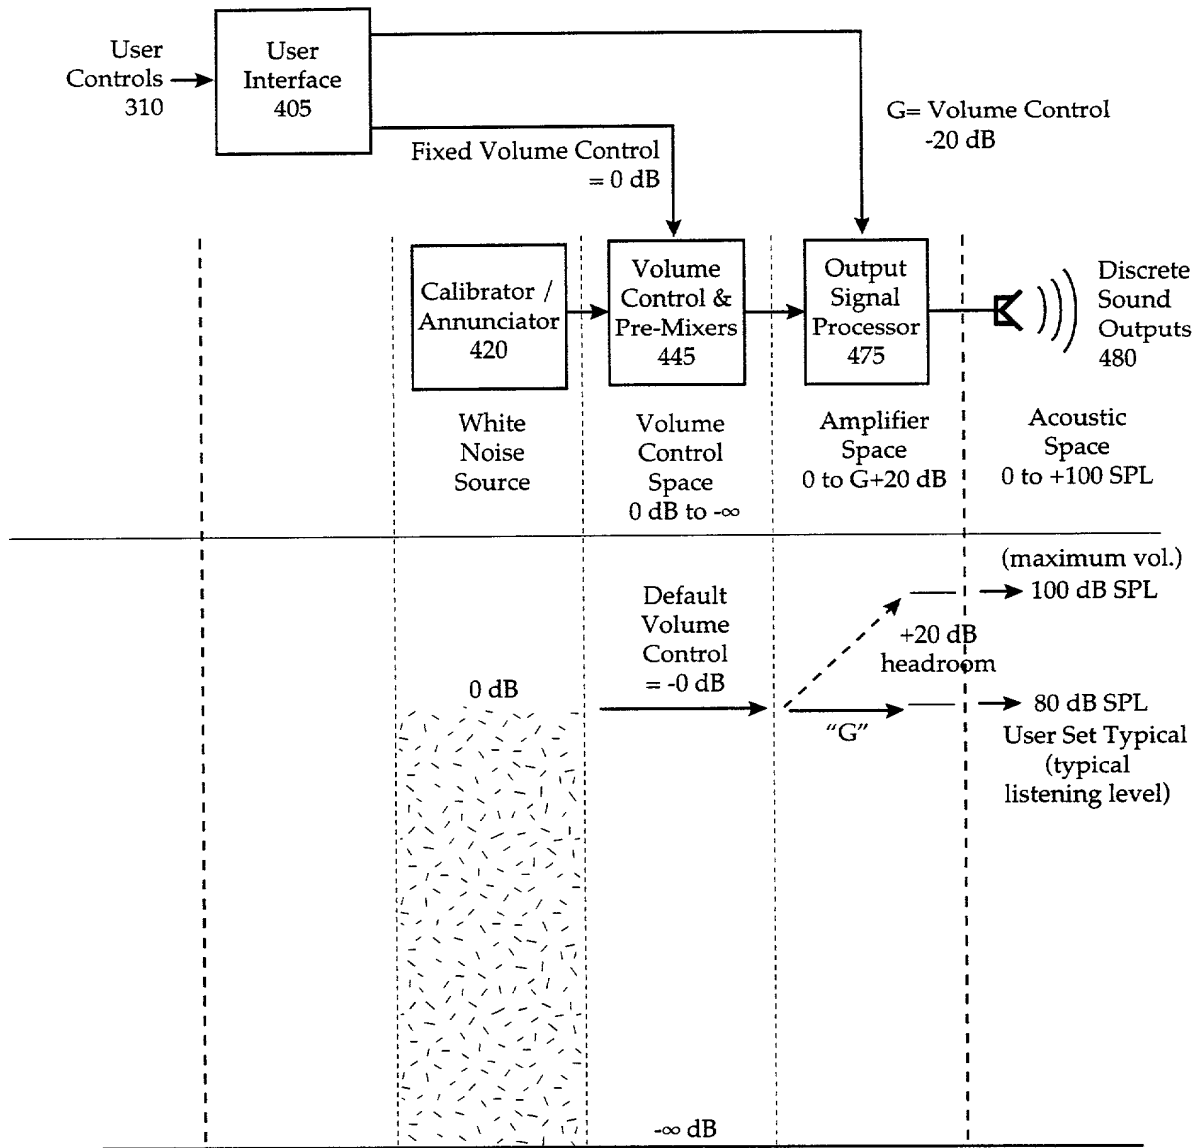 User
Controls
310
User
Interface
405
G= Volume Control
-20 dB
Fixed Volume Control
= 0 dB
Calibrator /
Annunciator
420
Volume
Control &
Pre-Mixers
445
Output
Signal
Processor
475
Discrete
Sound
Outputs
480
White
Noise
Source
Volume
Control
Space
0 dB to -∞
Amplifier
Space
0 to G+20 dB
Acoustic
Space
0 to +100 SPL
(maximum vol.)
100 dB SPL
Default
Volume
Control
= -0 dB
+20 dB
headroom
0 dB
"G"
80 dB SPL
User Set Typical
(typical
listening level)
-∞ dB